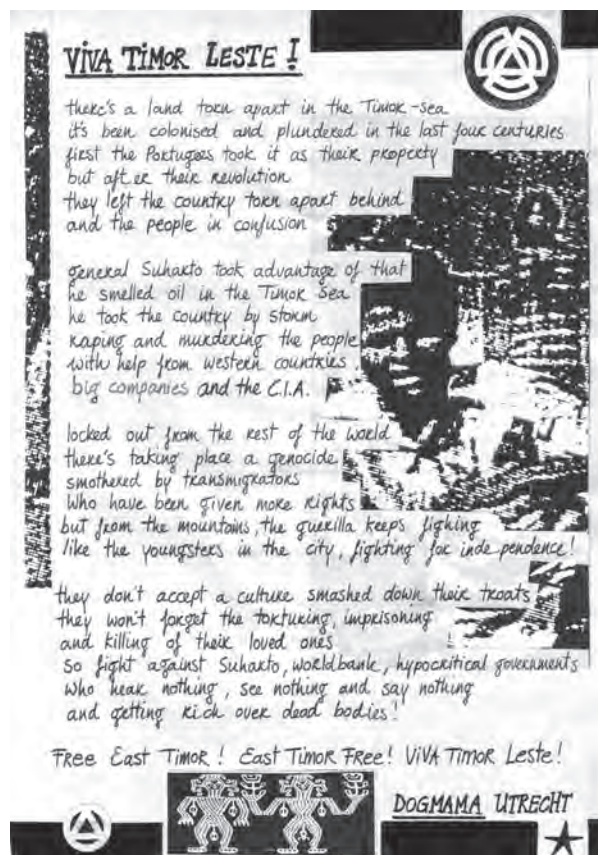 VIVA TIMOR LESTE !
there's a land torn apart in the Timor-sea
it's been colonised and plundered in the last four centuries
first the Portugees took it as their property
but after their revolution
they left the country torn apart behind
and the people in confusion
general Suharto took advantage of that
he smelled oil in the Timor Sea
he took the country by storm
raping and murdering the people
with help from western countries,
big companies and the C.I.A.
locked out from the rest of the world
there's taking place a genocide
smothered by transmigrators
who have been given more rights
but from the mountains, the guerilla keeps fighing
like the youngsters in the city, fighting for independence!
they don't accept a culture smashed down their troats
they won't forget the torturing, imprisoning
and killing of their loved ones
so fight against Suharto, worldbank, hypocritical governments
who hear nothing, see nothing and say nothing
and getting rich over dead bodies!
Free East Timor! East Timor Free! Viva Timor Leste!
DOGMAMA UTRECHT